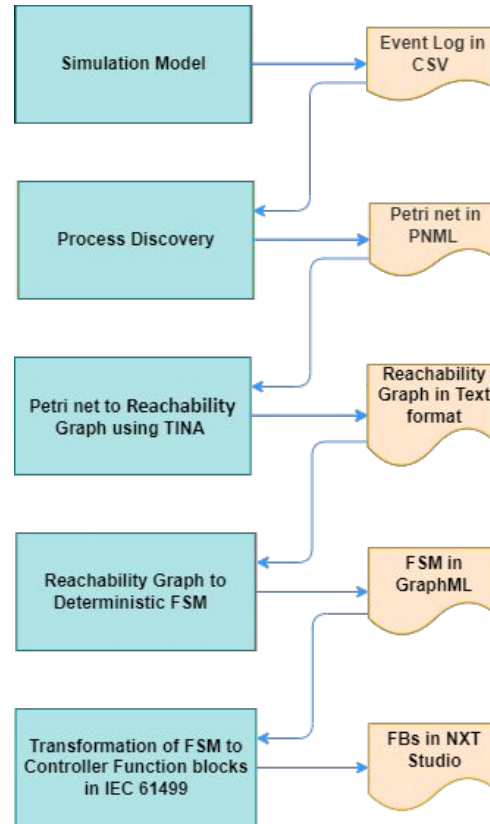 Simulation Model
Event Log in
CSV
Process Discovery
Petri net in
PNML
Petri net to Reachability
Graph using TINA
Reachability
Graph in Text
format
Reachability Graph to
Deterministic FSM
FSM in
GraphML
Transformation of FSM to
Controller Function blocks
in IEC 61499
FBs in NXT
Studio